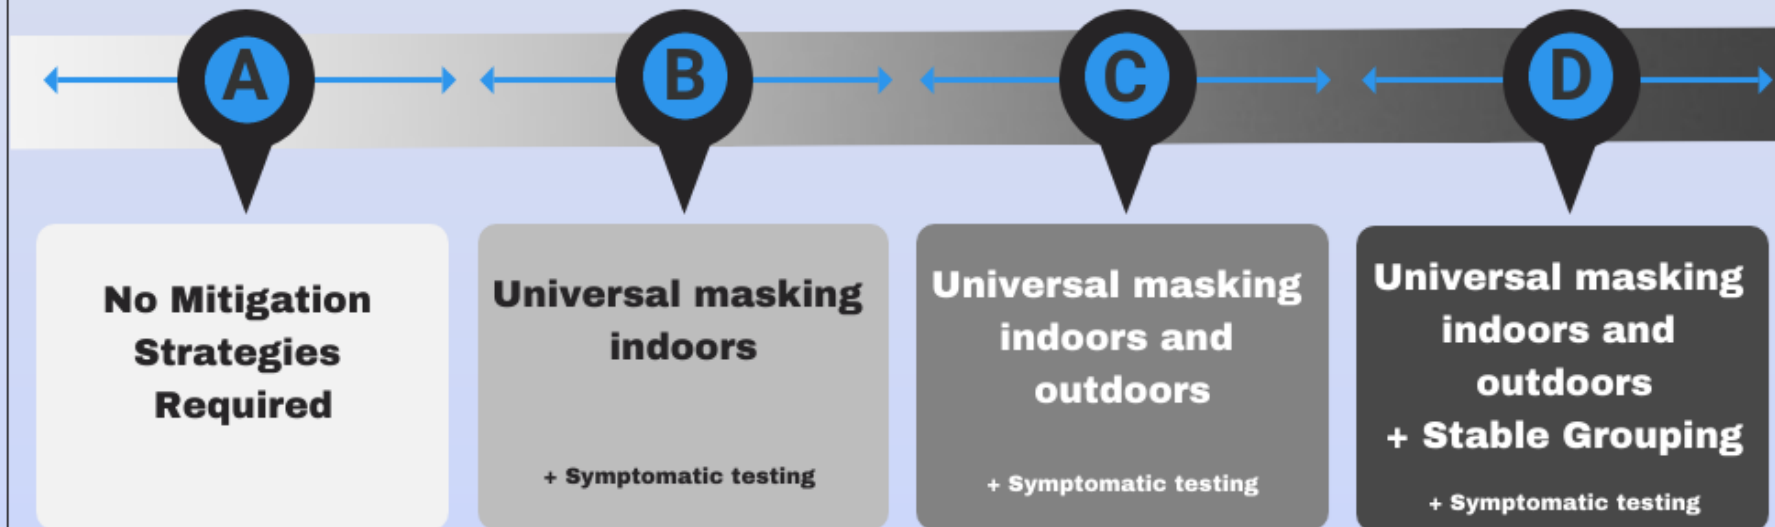 A
B
C
D
No Mitigation
Strategies
Required
Universal masking
indoors
+ Symptomatic testing
Universal masking
indoors and
outdoors
+ Symptomatic testing
Universal masking
indoors and
outdoors
+ Stable Grouping
+ Symptomatic testing